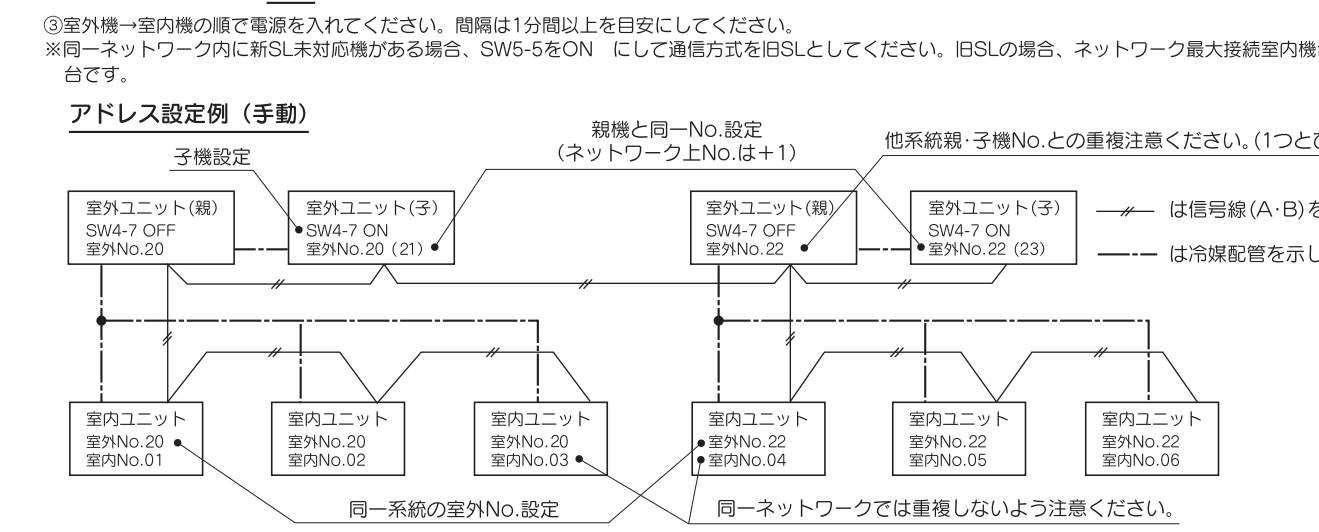 ③室外機→室内機の順で電源を入れてください。間隔は1分間以上を目安にしてください。
※同一ネットワーク内に新SL未対応機がある場合、SW5-5をON　にして通信方式を旧SLとしてください。旧SLの場合、ネットワーク最大接続室内機
台です。
アドレス設定例（手動）
親機と同一No.設定
（ネットワーク上No.は＋1）
他系統親・子機No.との重複注意ください。（1つと
子機設定
室外ユニット(親)
SW4-7 OFF
室外No.20
室外ユニット(子)
SW4-7 ON
室外No.20 (21)
室外ユニット(親)
SW4-7 OFF
室外No.22
室外ユニット(子)
SW4-7 ON
室外No.22 (23)
は信号線(A・B)を
は冷媒配管を示し
室内ユニット
室外No.20
室内No.01
室内ユニット
室外No.20
室内No.02
室内ユニット
室外No.20
室内No.03
室内ユニット
室外No.22
室内No.04
室内ユニット
室外No.22
室内No.05
室内ユニット
室外No.22
室内No.06
同一系統の室外No.設定
同一ネットワークでは重複しないよう注意ください。